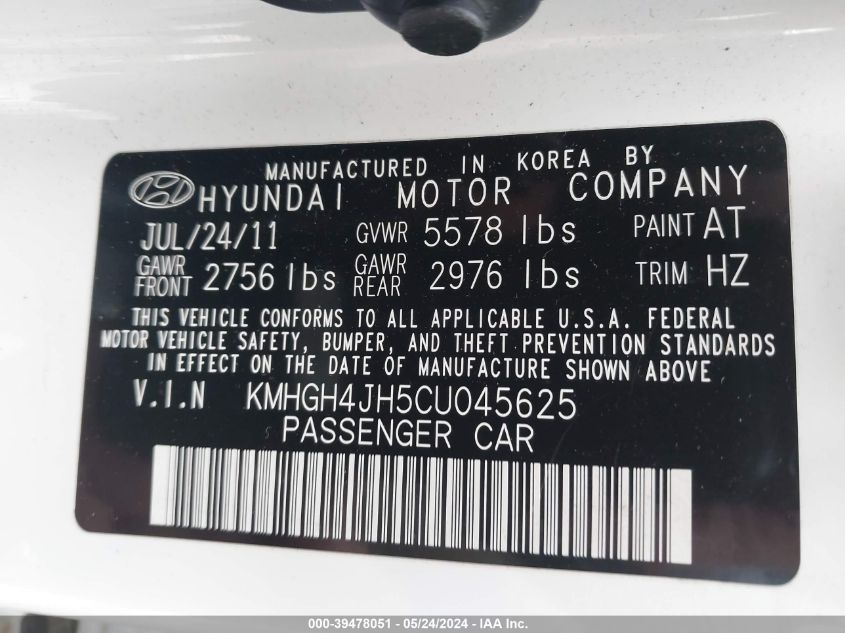 MANUFACTURED IN KOREA BY
HYUNDAI MOTOR COMPANY
JUL/24/11 GVWR 5578 lbs PAINT AT
GAWR FRONT 2756 lbs GAWR REAR 2976 lbs TRIM HZ
THIS VEHICLE CONFORMS TO ALL APPLICABLE U.S.A. FEDERAL
MOTOR VEHICLE SAFETY, BUMPER, AND THEFT PREVENTION STANDARDS
IN EFFECT ON THE DATE OF MANUFACTURE SHOWN ABOVE
V.I.N KMHGH4JH5CU045625
PASSENGER CAR
000-39478051 - 05/24/2024 - IAA Inc.